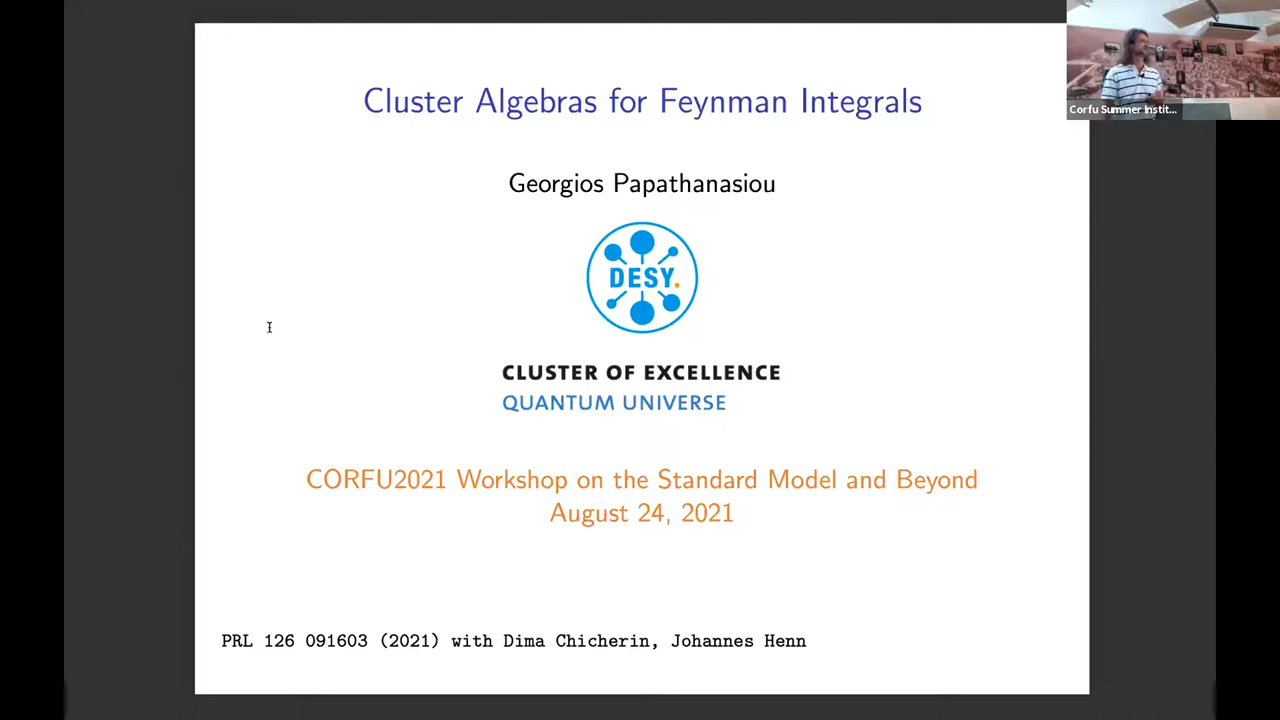 Cluster Algebras for Feynman Integrals
Georgios Papathanasiou
DESY.
CLUSTER OF EXCELLENCE
QUANTUM UNIVERSE
CORFU2021 Workshop on the Standard Model and Beyond
August 24, 2021
PRL 126 091603 (2021) with Dima Chicherin, Johannes Henn
Corfu Summer Instit...